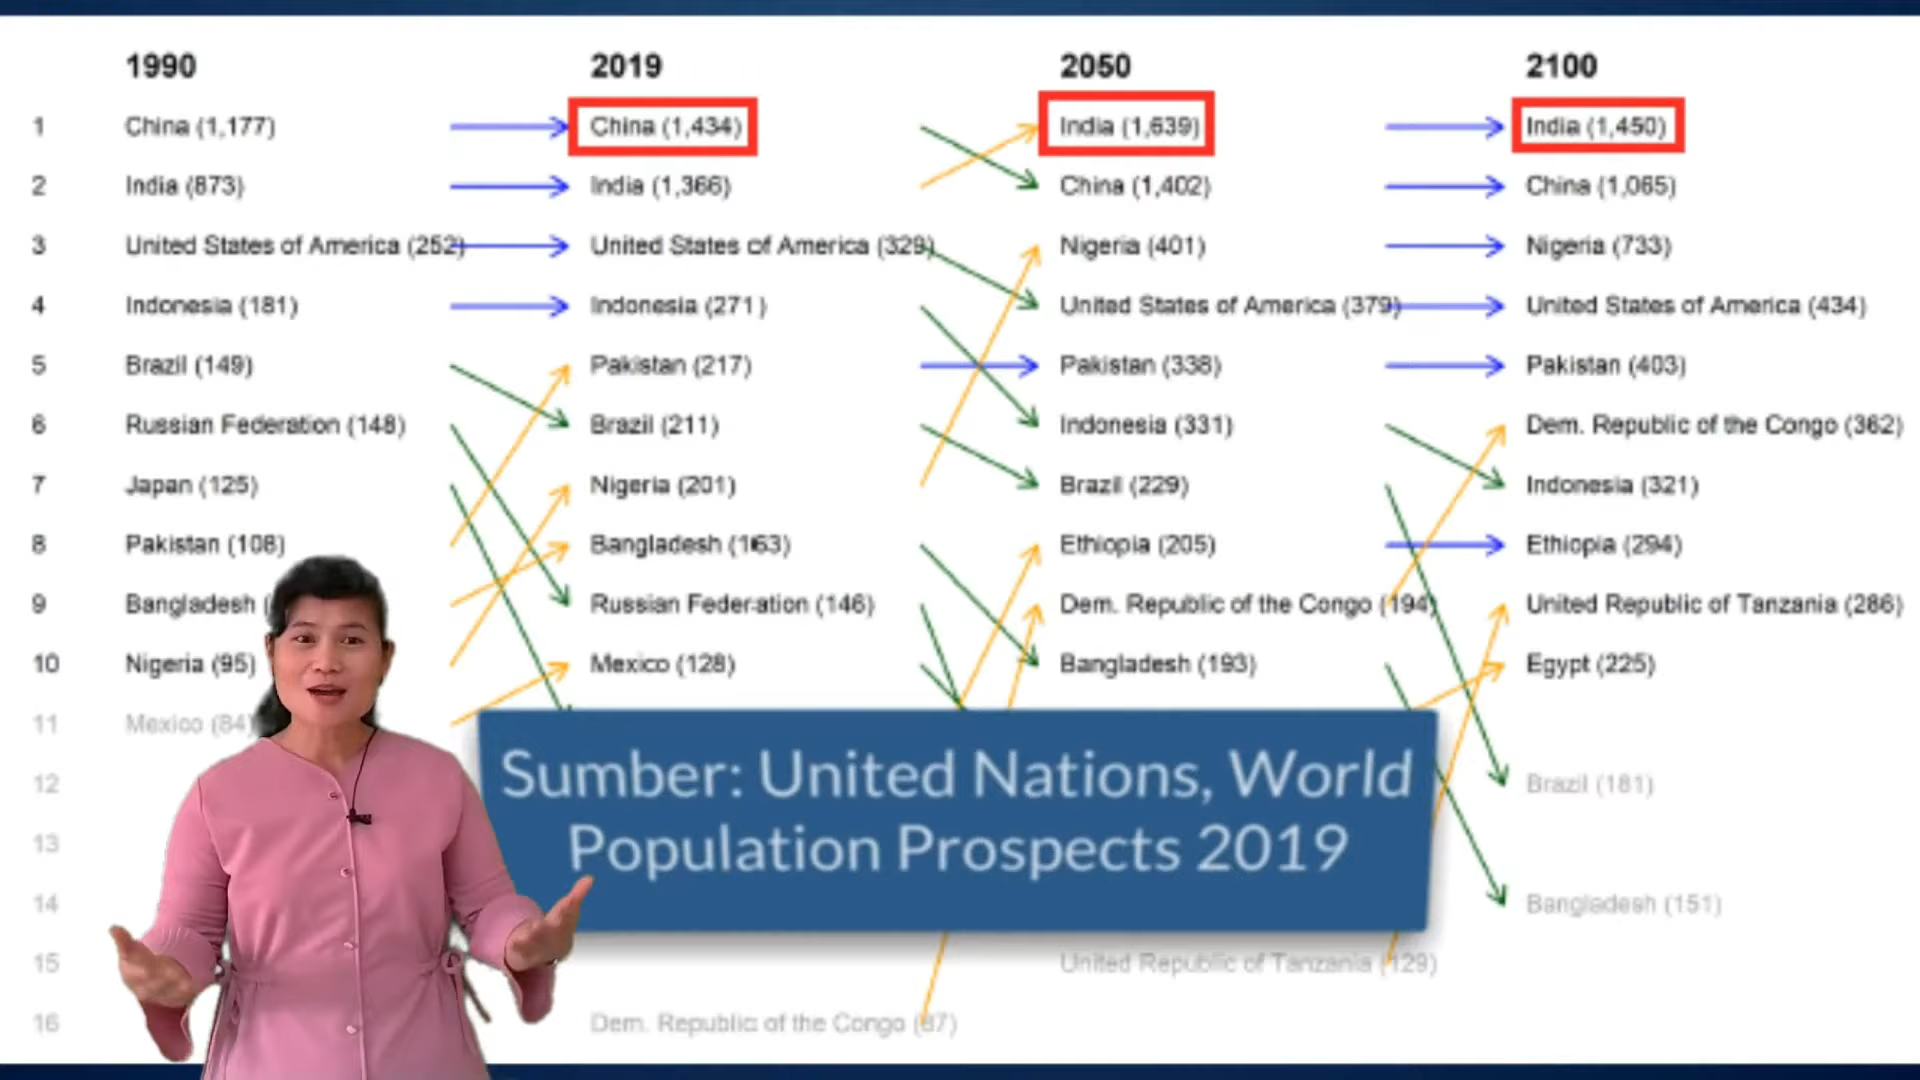 1990 2019 2050 2100
1 China (1,177) China (1,434) India (1,639) India (1,450)
2 India (873) India (1,366) China (1,402) China (1,065)
3 United States of America (252) United States of America (329) Nigeria (401) Nigeria (733)
4 Indonesia (181) Indonesia (271) United States of America (379) United States of America (434)
5 Brazil (149) Pakistan (217) Pakistan (338) Pakistan (403)
6 Russian Federation (148) Brazil (211) Indonesia (331) Dem. Republic of the Congo (362)
7 Japan (125) Nigeria (201) Brazil (229) Indonesia (321)
8 Pakistan (108) Bangladesh (163) Ethiopia (205) Ethiopia (294)
9 Bangladesh ( Russian Federation (146) Dem. Republic of the Congo (194) United Republic of Tanzania (286)
10 Nigeria (95) Mexico (128) Bangladesh (193) Egypt (225)
11 Mexico (84)
Sumber: United Nations, World
Population Prospects 2019
12 Brazil (181)
13
14 Bangladesh (151)
15 United Republic of Tanzania (129)
16 Dem. Republic of the Congo (87)